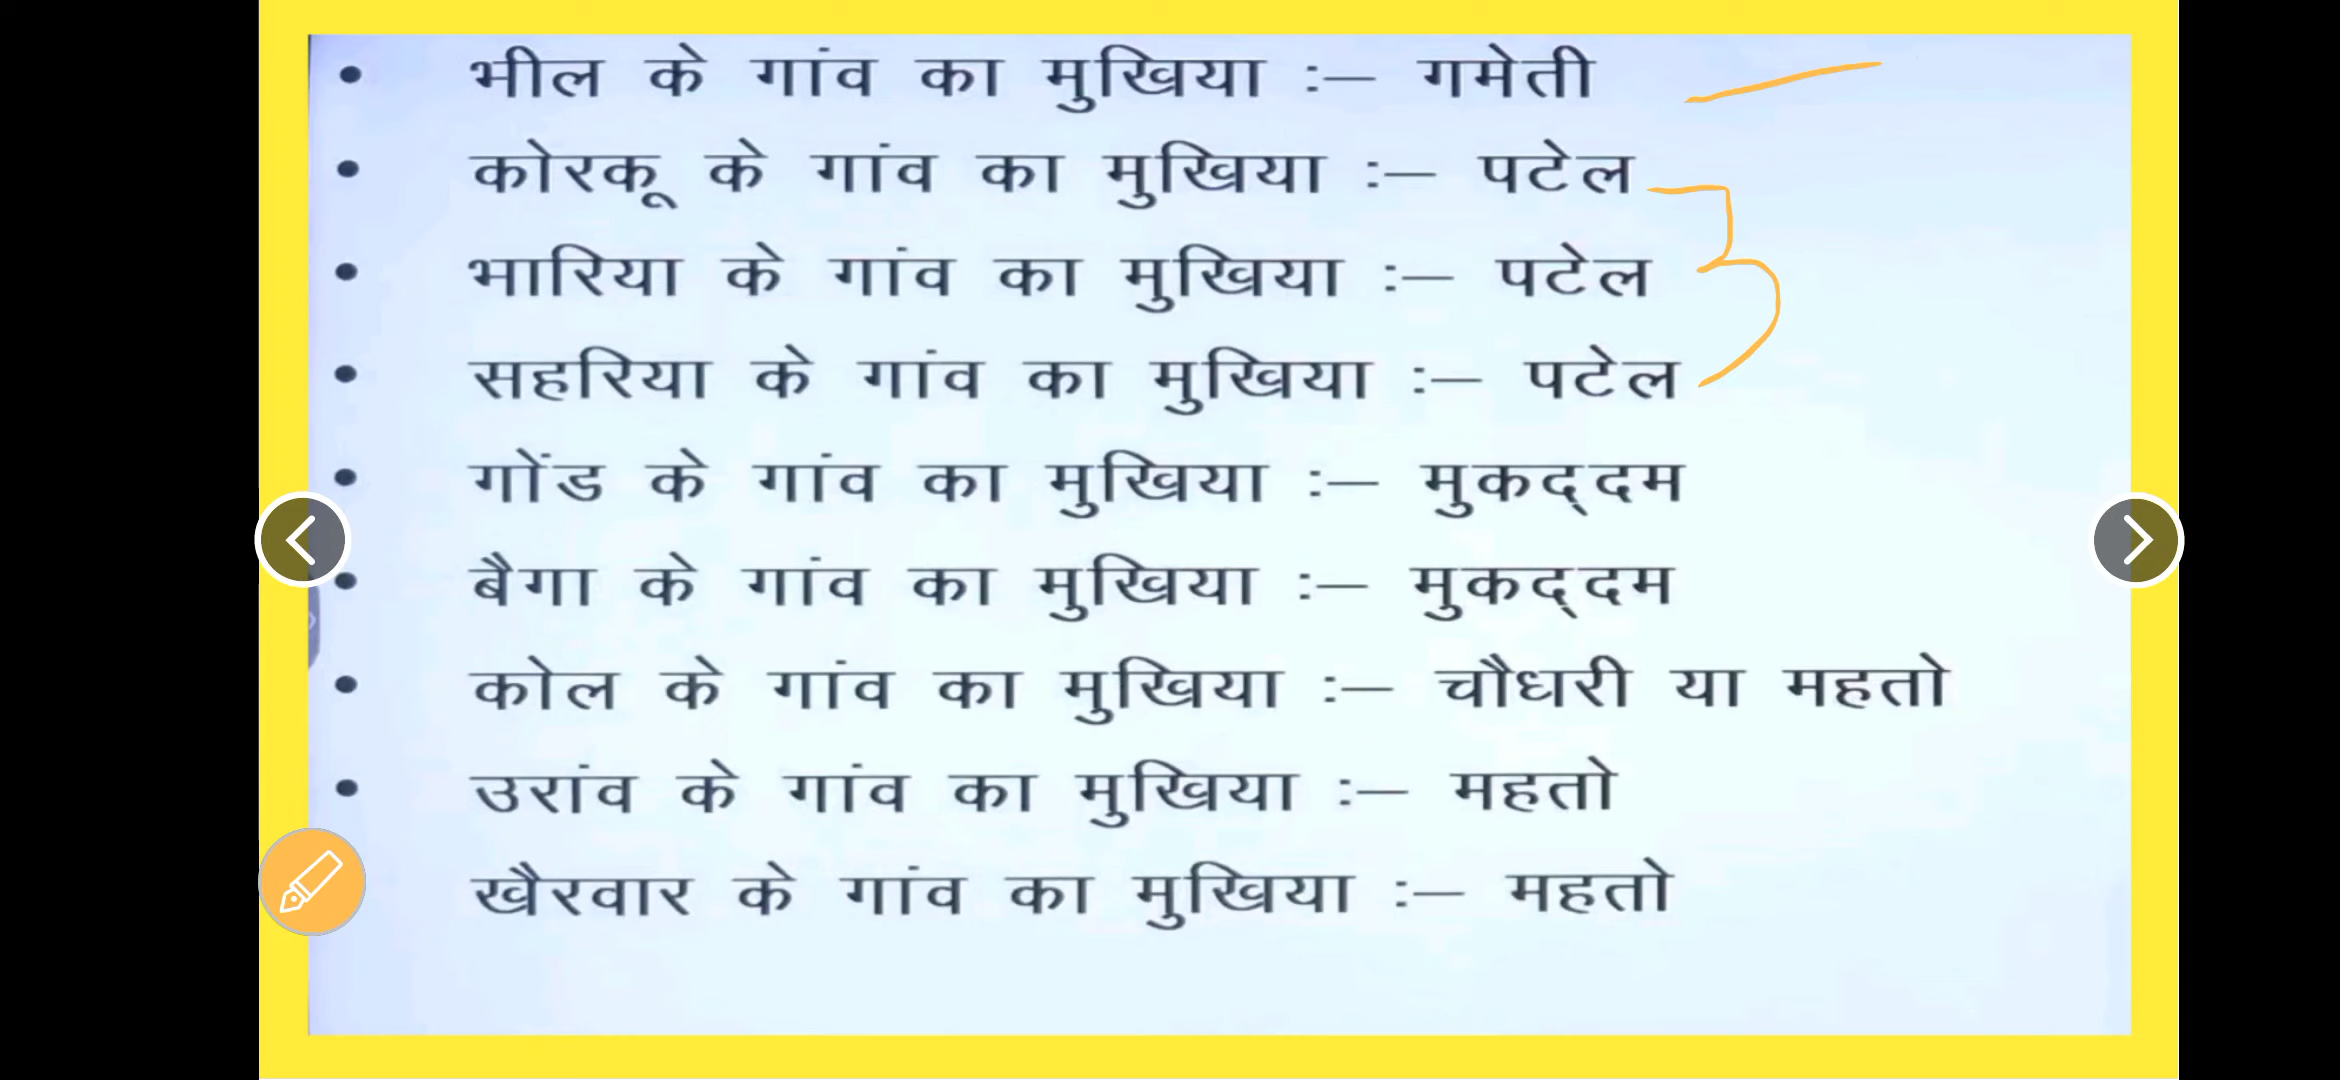 • भील के गांव का मुखिया :– गमेती
• कोरकू के गांव का मुखिया :– पटेल
• भारिया के गांव का मुखिया :– पटेल
• सहरिया के गांव का मुखिया :– पटेल
• गोंड के गांव का मुखिया :– मुकद्‌दम
• बैगा के गांव का मुखिया :– मुकद्‌दम
• कोल के गांव का मुखिया :– चौधरी या महतो
• उरांव के गांव का मुखिया :– महतो
खैरवार के गांव का मुखिया :– महतो